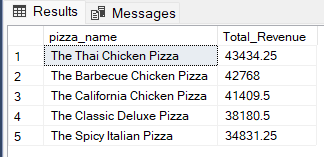 Results Messages
pizza_name Total_Revenue
1 The Thai Chicken Pizza 43434.25
2 The Barbecue Chicken Pizza 42768
3 The California Chicken Pizza 41409.5
4 The Classic Deluxe Pizza 38180.5
5 The Spicy Italian Pizza 34831.25